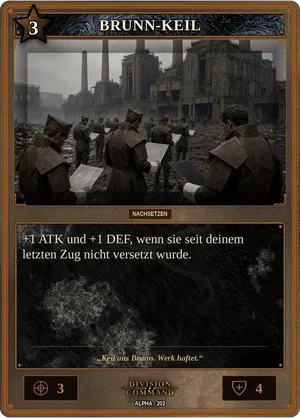 3
BRUNN-KEIL
NACHSETZEN
+1 ATK und +1 DEF, wenn sie seit deinem
letzten Zug nicht versetzt wurde.
„Keil aus Brunn. Werk haftet.“
3
DIVISION
COMMAND
4
ALPHA · 202